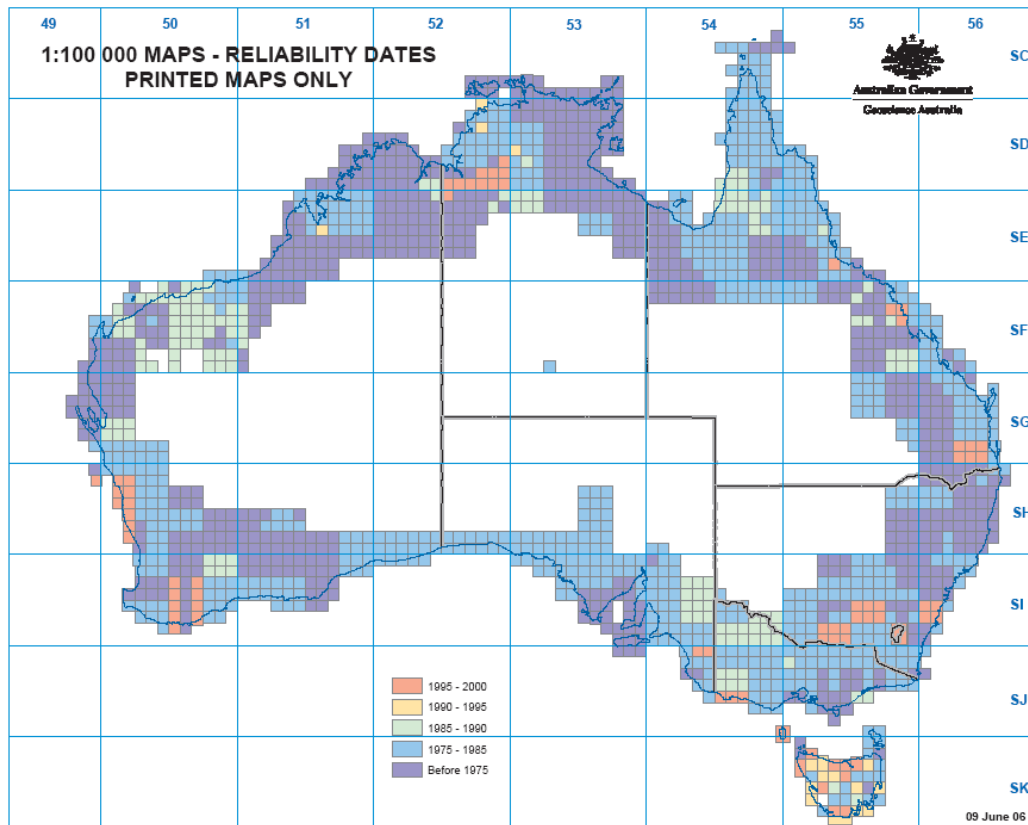 49 50 51 52 53 54 55 56
1:100 000 MAPS - RELIABILITY DATES
PRINTED MAPS ONLY
Australian Government
Geoscience Australia
SC
SD
SE
SF
SG
SH
SI
SJ
SK
1995 - 2000
1990 - 1995
1985 - 1990
1975 - 1985
Before 1975
09 June 06